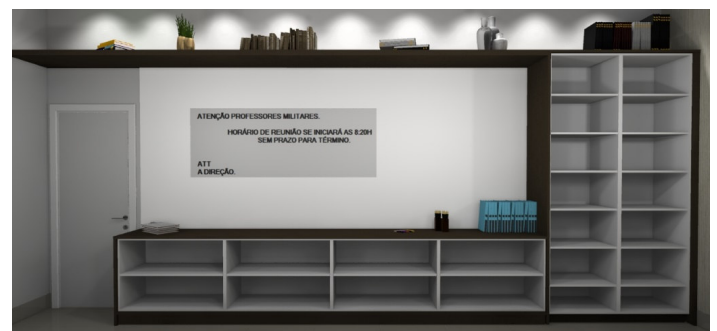 ATENÇÃO PROFESSORES MILITARES.
HORÁRIO DE REUNIÃO SE INICIARÁ AS 8:20H
SEM PRAZO PARA TÉRMINO.
ATT
A DIREÇÃO.